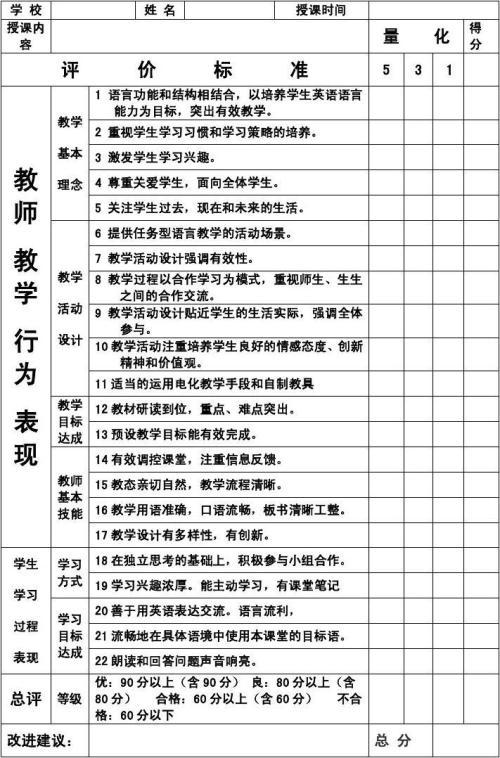 学 校 姓 名 授课时间
授课内
容
量 化
得
分
评 价 标 准 5 3 1
教师 教学 行为 表现
教学
基本
理念
1 语言功能和结构相结合，以培养学生英语语言
能力为目标，突出有效教学。
2 重视学生学习习惯和学习策略的培养。
3 激发学生学习兴趣。
4 尊重关爱学生，面向全体学生。
5 关注学生过去，现在和未来的生活。
教学
活动
设计
6 提供任务型语言教学的活动场景。
7 教学活动设计强调有效性。
8 教学过程以合作学习为模式，重视师生、生生
之间的合作交流。
9 教学活动设计贴近学生的生活实际，强调全体
参与。
10 教学活动注重培养学生良好的情感态度、创新
精神和价值观。
11 适当的运用电化教学手段和自制教具
教学
目标
达成
12 教材研读到位，重点、难点突出。
13 预设教学目标能有效完成。
教师
基本
技能
14 有效调控课堂，注重信息反馈。
15 教态亲切自然，教学流程清晰。
16 教学用语准确，口语流畅，板书清晰工整。
17 教学设计有多样性，有创新。
学生
学习
过程
表现
学习
方式
18 在独立思考的基础上，积极参与小组合作。
19 学习兴趣浓厚。能主动学习，有课堂笔记
学习
目标
达成
20 善于用英语表达交流。语言流利，
21 流畅地在具体语境中使用本课堂的目标语。
22 朗读和回答问题声音响亮。
总评 等级
优：90 分以上（含 90 分） 良：80 分以上（含
80 分） 合格：60 分以上（含 60 分） 不合
格：60 分以下
改进建议： 总 分